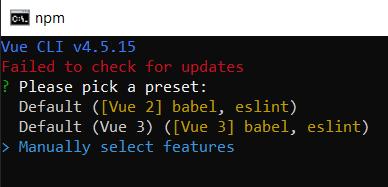 npm
Vue CLI v4.5.15
Failed to check for updates
? Please pick a preset:
Default ([Vue 2] babel, eslint)
Default (Vue 3) ([Vue 3] babel, eslint)
> Manually select features